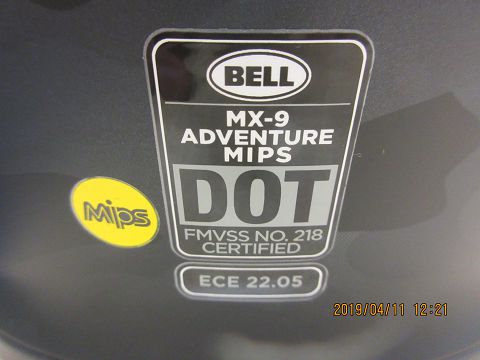 BELL
MX-9
ADVENTURE
MIPS
DOT
FMVSS NO. 218
CERTIFIED
ECE 22.05
Mips
2019/04/11 12:21